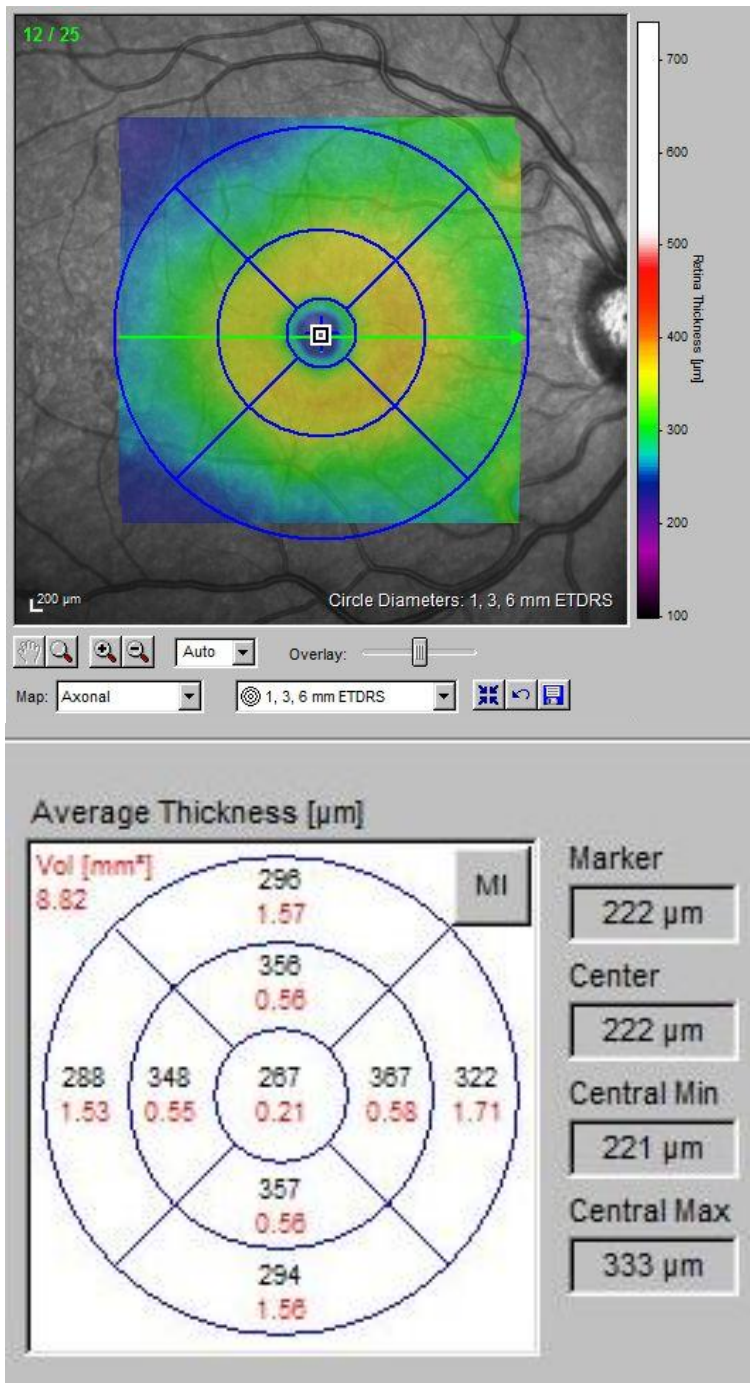 12 / 25
700
600
500
400
300
200
100
Retina Thickness [µm]
200 µm
Circle Diameters: 1, 3, 6 mm ETDRS
Auto
Overlay:
Map: Axonal
1, 3, 6 mm ETDRS
Average Thickness [µm]
Vol [mm³]
8.82
MI
296
1.57
356
0.56
288 348 267 367 322
1.53 0.55 0.21 0.58 1.71
357
0.56
294
1.56
Marker
222 µm
Center
222 µm
Central Min
221 µm
Central Max
333 µm